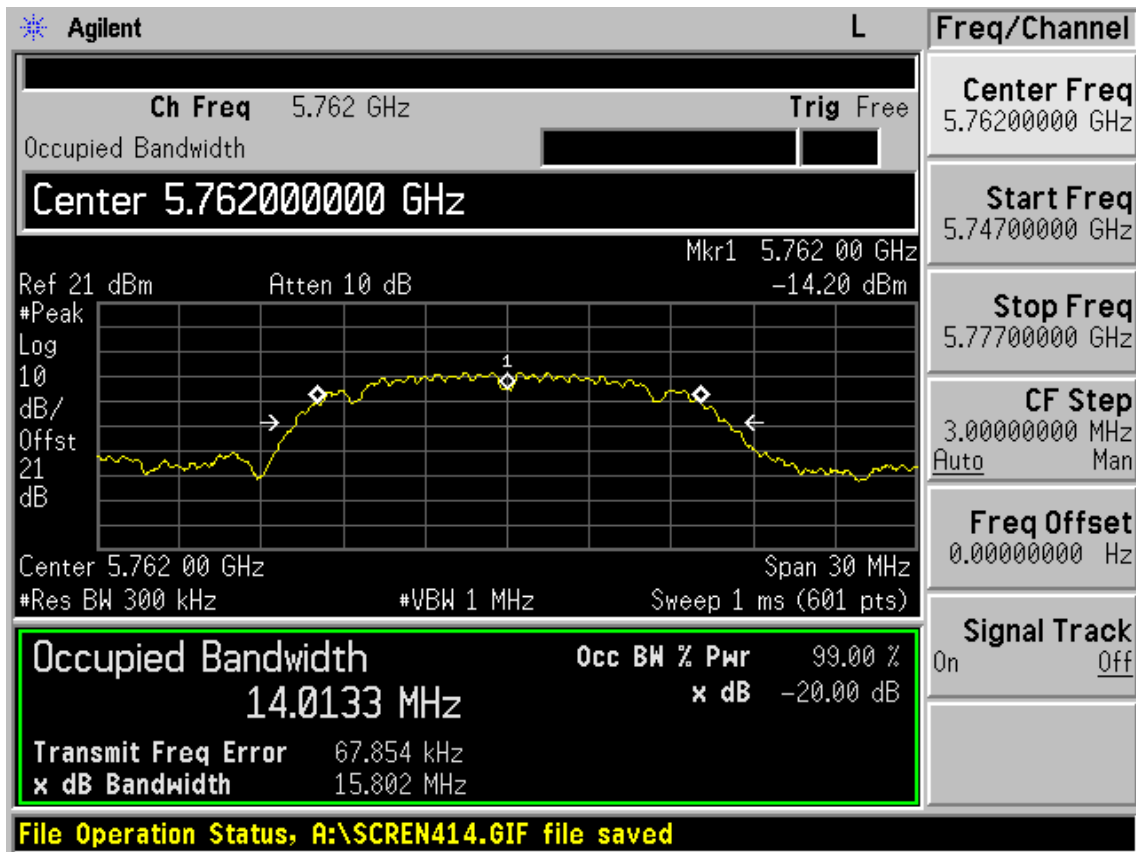 Agilent L
Ch Freq 5.762 GHz Trig Free
Occupied Bandwidth
Center 5.762000000 GHz
Mkr1 5.762 00 GHz
Ref 21 dBm Atten 10 dB -14.20 dBm
#Peak
Log
10
dB/
Offst
21
dB
1
Center 5.762 00 GHz Span 30 MHz
#Res BW 300 kHz #VBW 1 MHz Sweep 1 ms (601 pts)
Occupied Bandwidth
14.0133 MHz
Occ BW % Pwr 99.00 %
x dB -20.00 dB
Transmit Freq Error 67.854 kHz
x dB Bandwidth 15.802 MHz
File Operation Status, A:\SCREN414.GIF file saved
Freq/Channel
Center Freq
5.76200000 GHz
Start Freq
5.74700000 GHz
Stop Freq
5.77700000 GHz
CF Step
3.00000000 MHz
Auto Man
Freq Offset
0.00000000 Hz
Signal Track
On Off